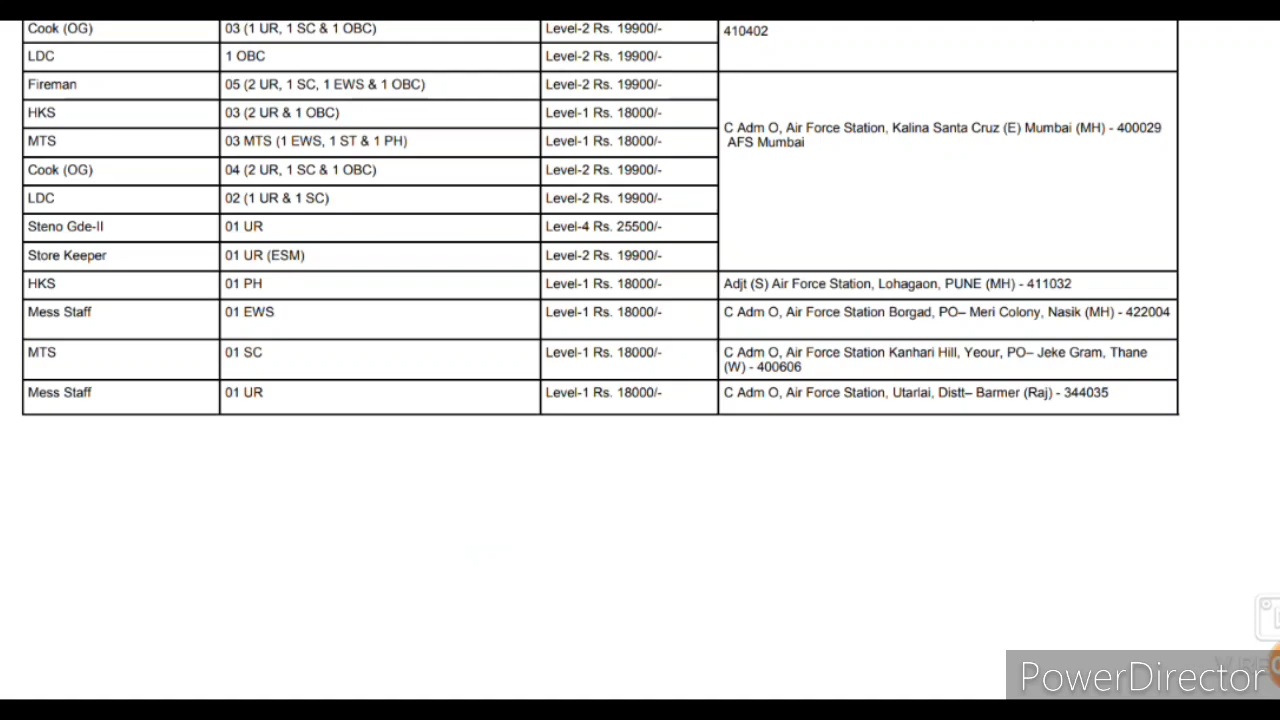 Cook (OG) 03 (1 UR, 1 SC & 1 OBC) Level-2 Rs. 19900/- 410402
LDC 1 OBC Level-2 Rs. 19900/-
Fireman 05 (2 UR, 1 SC, 1 EWS & 1 OBC) Level-2 Rs. 19900/-
HKS 03 (2 UR & 1 OBC) Level-1 Rs. 18000/-
C Adm O, Air Force Station, Kalina Santa Cruz (E) Mumbai (MH) - 400029
AFS Mumbai
MTS 03 MTS (1 EWS, 1 ST & 1 PH) Level-1 Rs. 18000/-
Cook (OG) 04 (2 UR, 1 SC & 1 OBC) Level-2 Rs. 19900/-
LDC 02 (1 UR & 1 SC) Level-2 Rs. 19900/-
Steno Gde-II 01 UR Level-4 Rs. 25500/-
Store Keeper 01 UR (ESM) Level-2 Rs. 19900/-
HKS 01 PH Level-1 Rs. 18000/- Adjt (S) Air Force Station, Lohagaon, PUNE (MH) - 411032
Mess Staff 01 EWS Level-1 Rs. 18000/- C Adm O, Air Force Station Borgad, PO– Meri Colony, Nasik (MH) - 422004
MTS 01 SC Level-1 Rs. 18000/- C Adm O, Air Force Station Kanhari Hill, Yeour, PO– Jeke Gram, Thane
(W) - 400606
Mess Staff 01 UR Level-1 Rs. 18000/- C Adm O, Air Force Station, Utarlai, Distt– Barmer (Raj) - 344035
PowerDirector